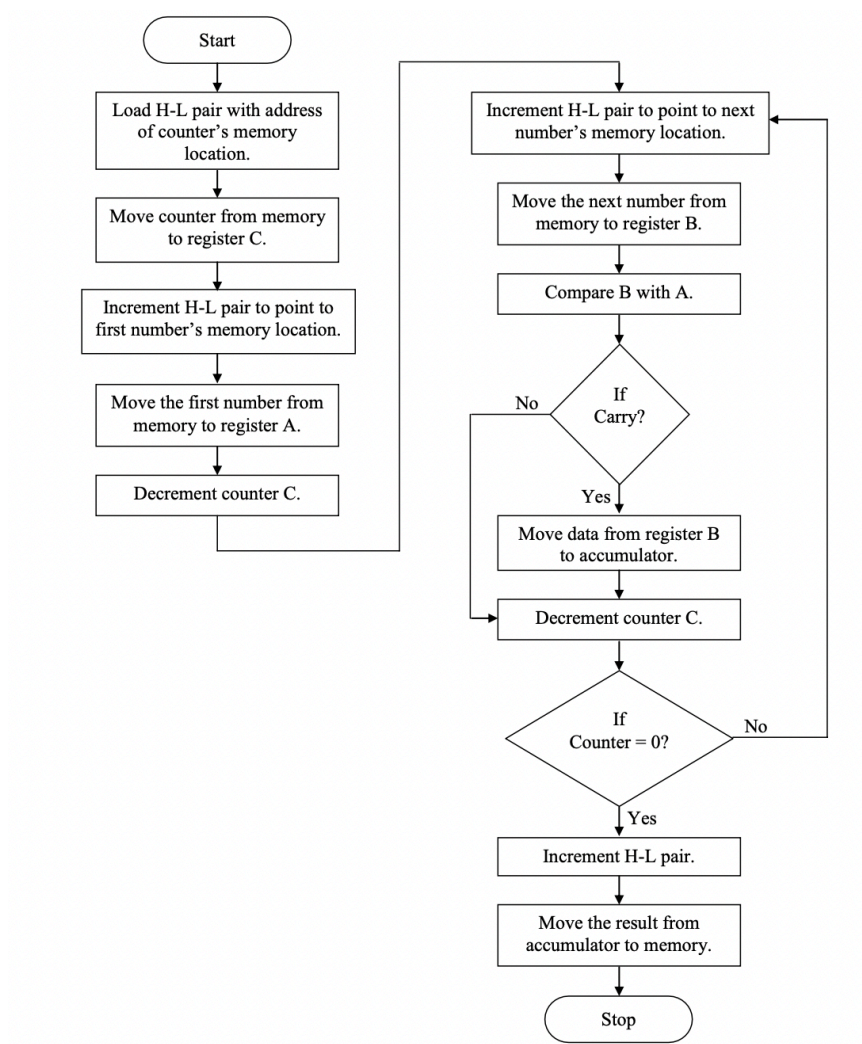 Start
Load H-L pair with address
of counter’s memory
location.
Move counter from memory
to register C.
Increment H-L pair to point to
first number’s memory location.
Move the first number from
memory to register A.
Decrement counter C.
Increment H-L pair to point to next
number’s memory location.
Move the next number from
memory to register B.
Compare B with A.
If
Carry?
No
Yes
Move data from register B
to accumulator.
Decrement counter C.
If
Counter = 0?
No
Yes
Increment H-L pair.
Move the result from
accumulator to memory.
Stop